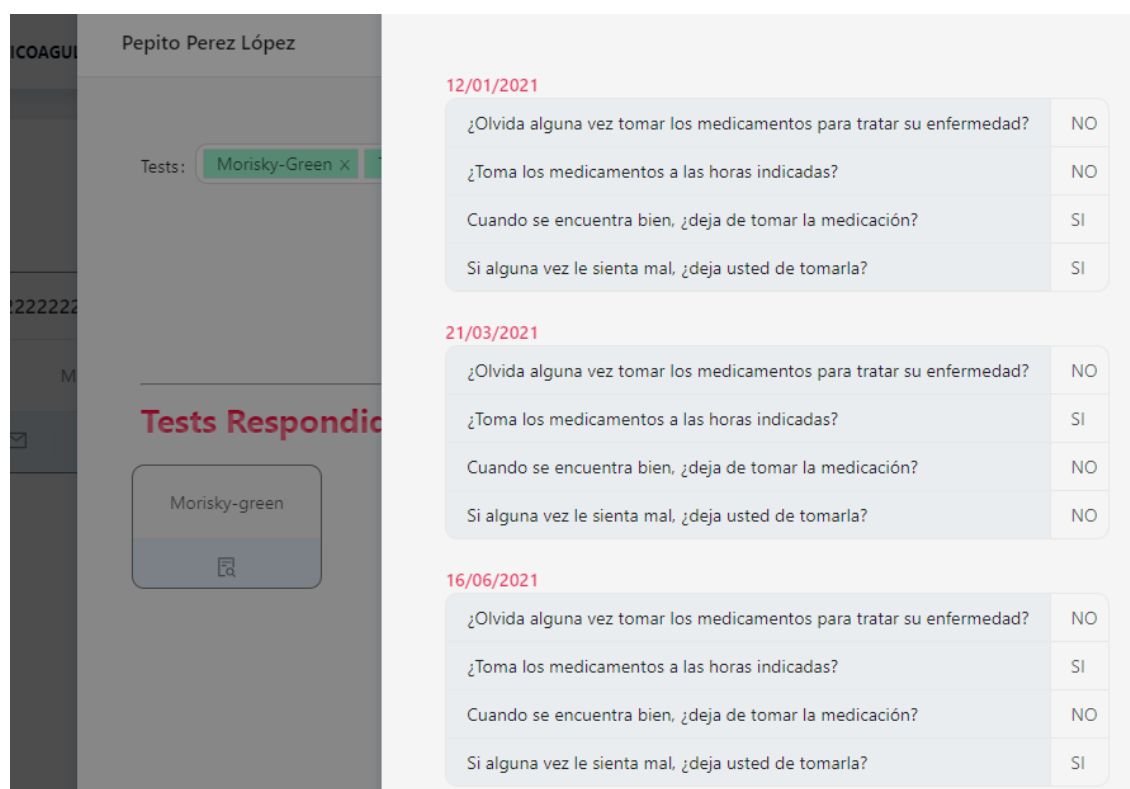 Pepito Perez López
Tests: Morisky-Green ×
2222222
M
Tests Respondid
Morisky-green
12/01/2021
¿Olvida alguna vez tomar los medicamentos para tratar su enfermedad? NO
¿Toma los medicamentos a las horas indicadas? NO
Cuando se encuentra bien, ¿deja de tomar la medicación? SI
Si alguna vez le sienta mal, ¿deja usted de tomarla? SI
21/03/2021
¿Olvida alguna vez tomar los medicamentos para tratar su enfermedad? NO
¿Toma los medicamentos a las horas indicadas? SI
Cuando se encuentra bien, ¿deja de tomar la medicación? NO
Si alguna vez le sienta mal, ¿deja usted de tomarla? NO
16/06/2021
¿Olvida alguna vez tomar los medicamentos para tratar su enfermedad? NO
¿Toma los medicamentos a las horas indicadas? SI
Cuando se encuentra bien, ¿deja de tomar la medicación? NO
Si alguna vez le sienta mal, ¿deja usted de tomarla? SI